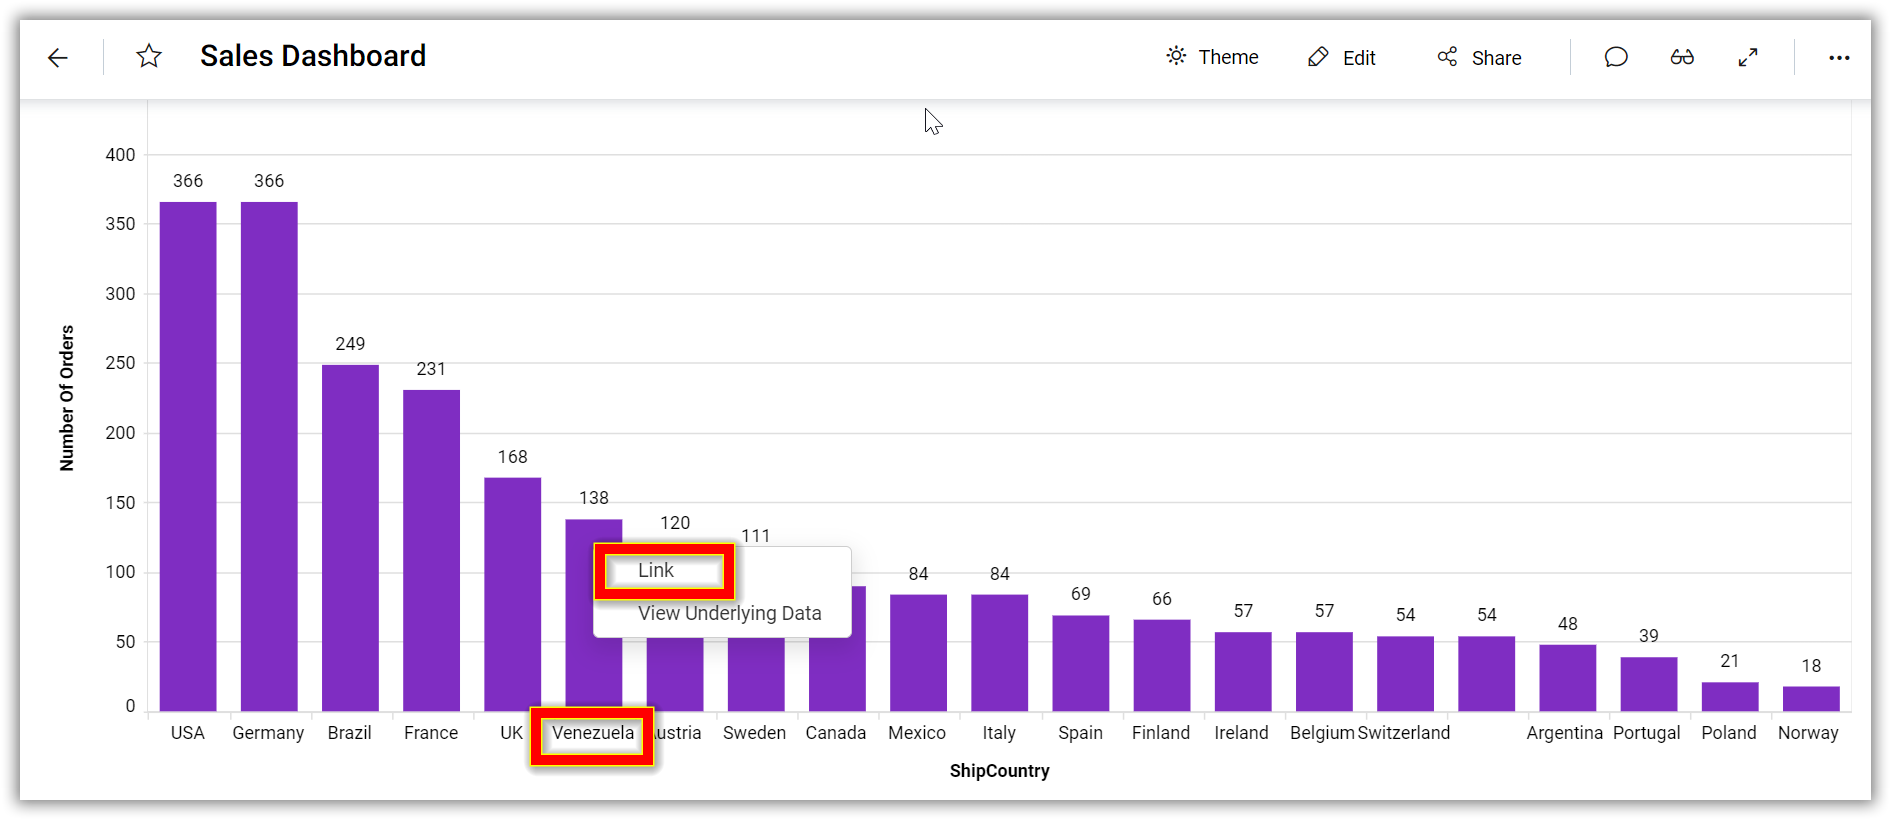 Sales Dashboard
Theme
Edit
Share
Number Of Orders
400
350
300
250
200
150
100
50
0
366
366
249
231
168
138
120
111
84
84
69
66
57
57
54
54
48
39
21
18
Link
View Underlying Data
USA
Germany
Brazil
France
UK
Venezuela
ustria
Sweden
Canada
Mexico
Italy
Spain
Finland
Ireland
Belgium
Switzerland
Argentina
Portugal
Poland
Norway
ShipCountry